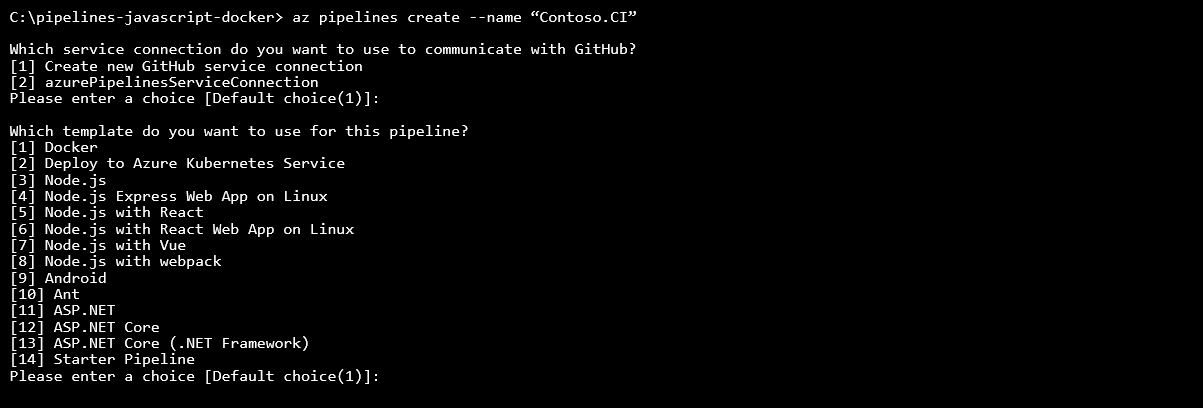 C:\pipelines-javascript-docker> az pipelines create --name “Contoso.CI”
Which service connection do you want to use to communicate with GitHub?
[1] Create new GitHub service connection
[2] azurePipelinesServiceConnection
Please enter a choice [Default choice(1)]:
Which template do you want to use for this pipeline?
[1] Docker
[2] Deploy to Azure Kubernetes Service
[3] Node.js
[4] Node.js Express Web App on Linux
[5] Node.js with React
[6] Node.js with React Web App on Linux
[7] Node.js with Vue
[8] Node.js with webpack
[9] Android
[10] Ant
[11] ASP.NET
[12] ASP.NET Core
[13] ASP.NET Core (.NET Framework)
[14] Starter Pipeline
Please enter a choice [Default choice(1)]: